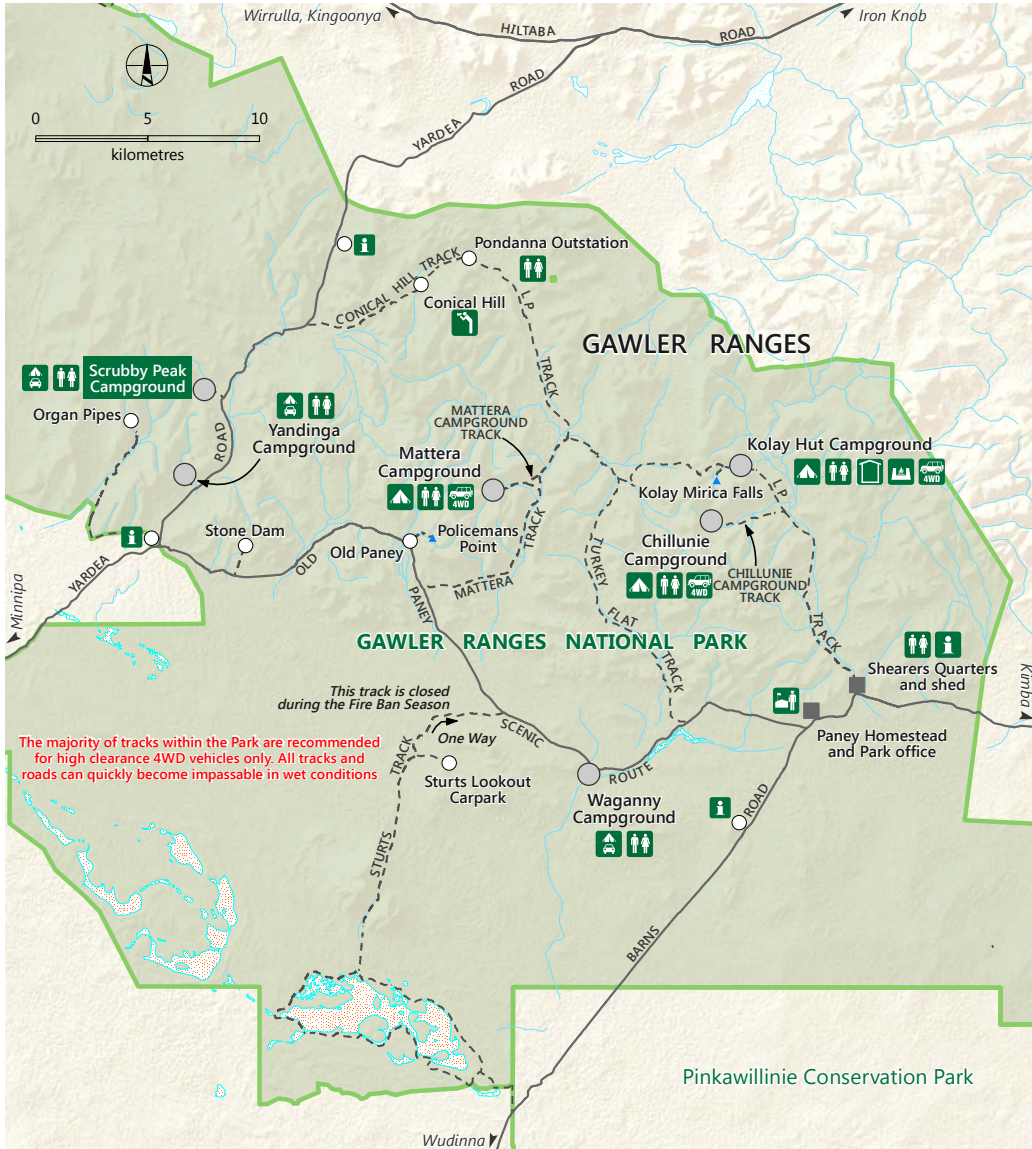 Wirrulla, Kingoonya
Iron Knob
HILTABA
ROAD
ROAD
YARDEA
0 5 10
kilometres
Pondanna Outstation
CONICAL HILL TRACK
Conical Hill
LP
TRACK
GAWLER RANGES
Scrubby Peak
Campground
Organ Pipes
ROAD
Yandinga
Campground
MATTERA
CAMPGROUND
TRACK
Mattera
Campground
4WD
Kolay Hut Campground
4WD
Kolay Mirica Falls
LP
Stone Dam
Old Paney
Policemans
Point
TRACK
Chillunie
Campground
4WD
CHILLUNIE
CAMPGROUND
TRACK
YARDEA
OLD
MATTERA
TURKEY
FLAT
TRACK
TRACK
Minnipa
PANEY
GAWLER RANGES NATIONAL PARK
Shearers Quarters
and shed
Kimba
This track is closed
during the Fire Ban Season
One Way
SCENIC
Paney Homestead
and Park office
The majority of tracks within the Park are recommended
for high clearance 4WD vehicles only. All tracks and
roads can quickly become impassable in wet conditions
TRACK
Sturts Lookout
Carpark
ROUTE
Waganny
Campground
ROAD
STURTS
BARNS
Pinkawillinie Conservation Park
Wudinna